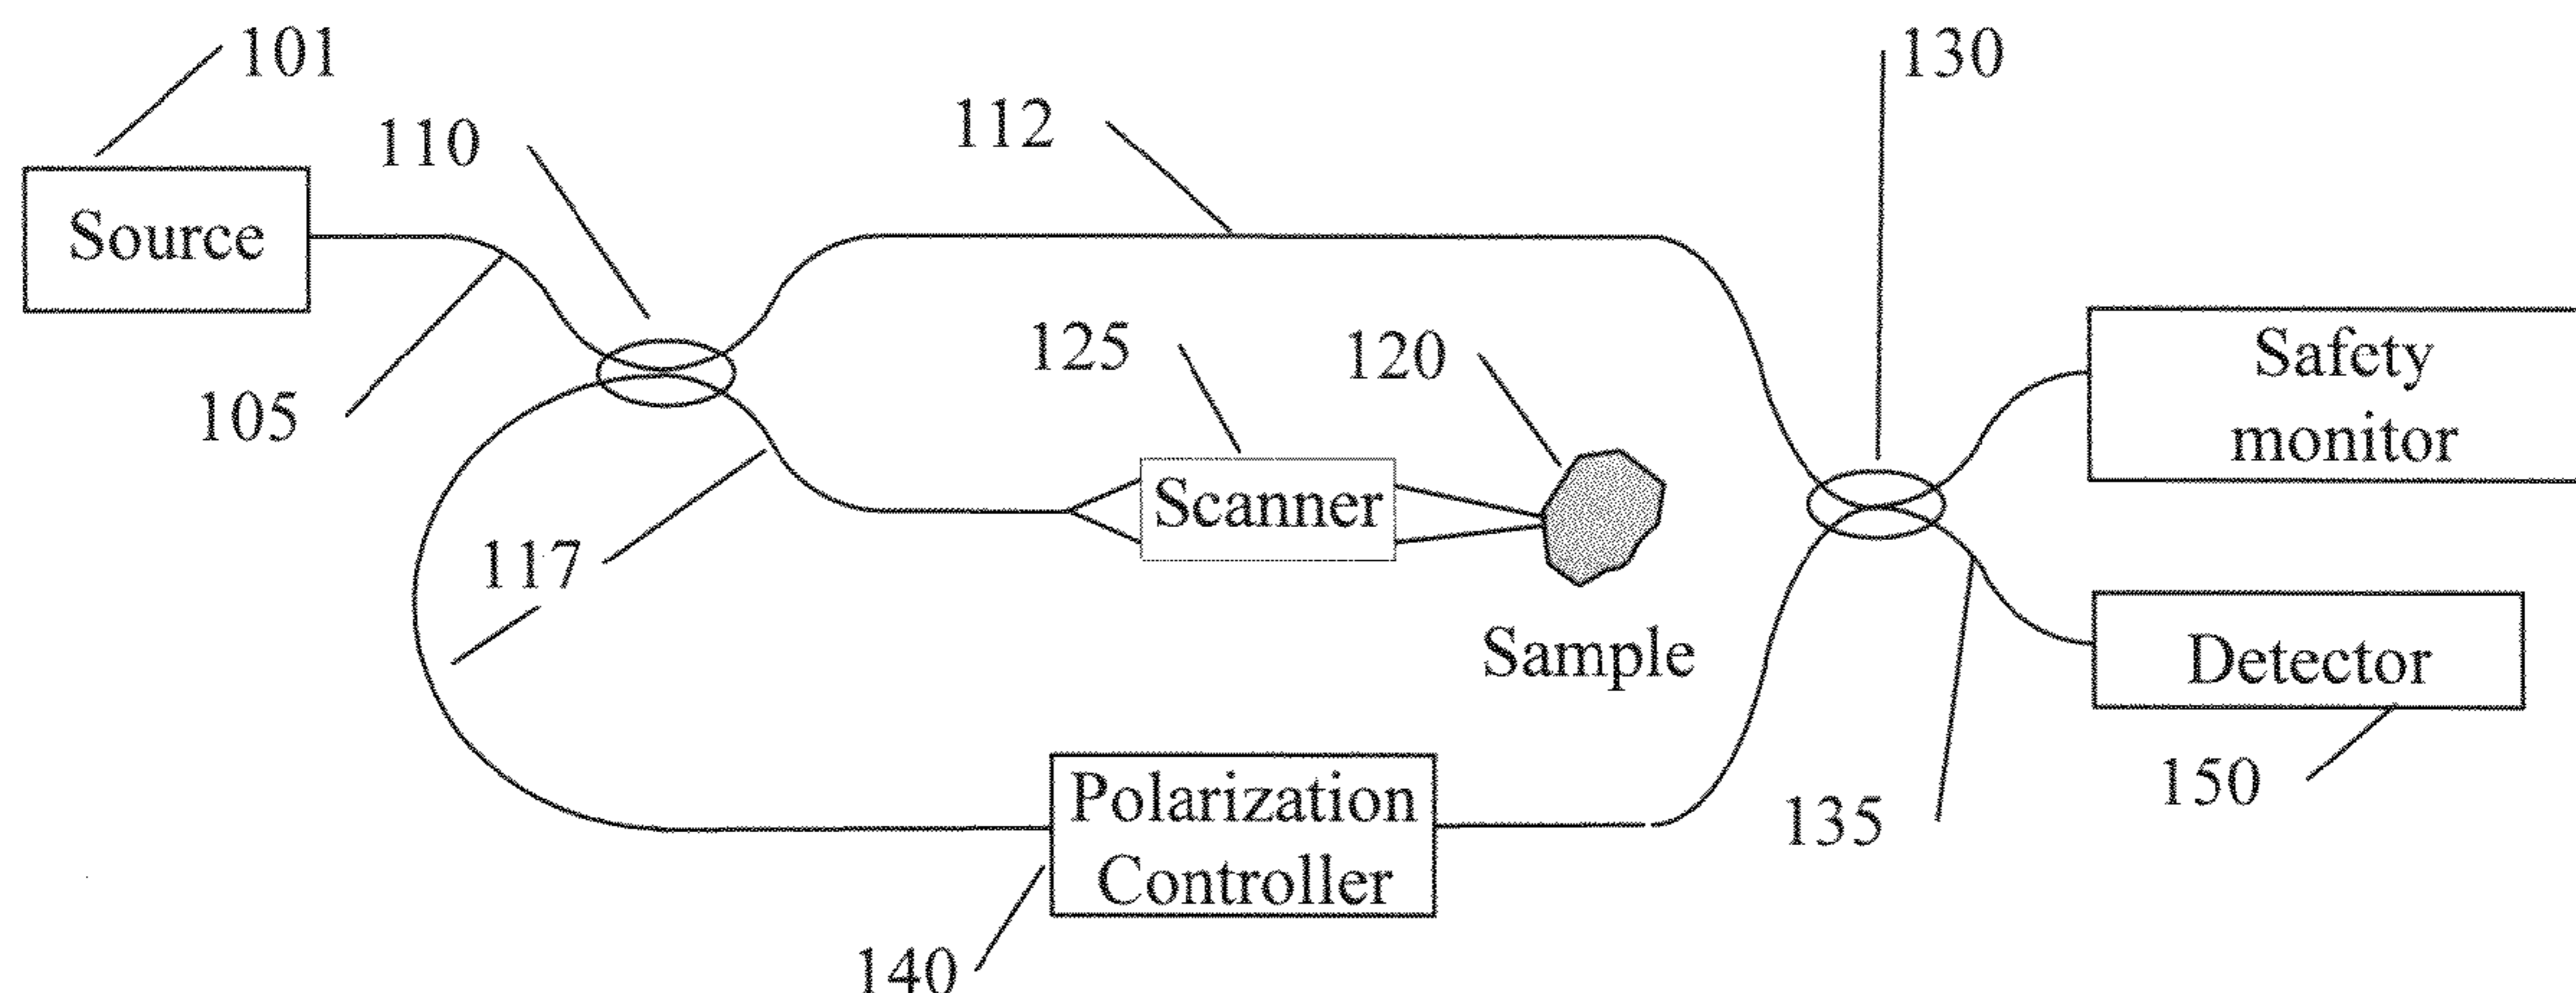 101
130
110
112
Source
125
120
Safety
monitor
105
Scanner
117
Sample
Detector
150
Polarization
Controller
135
140